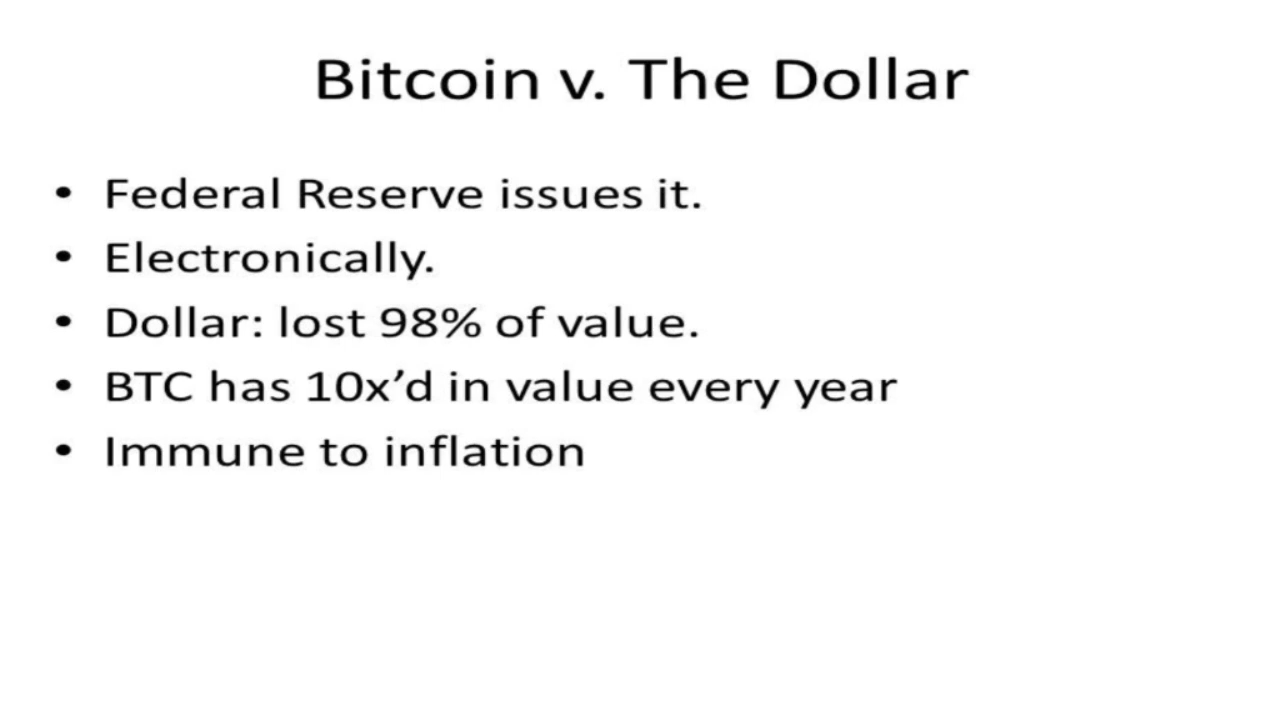 Bitcoin v. The Dollar
• Federal Reserve issues it.
• Electronically.
• Dollar: lost 98% of value.
• BTC has 10x’d in value every year
• Immune to inflation